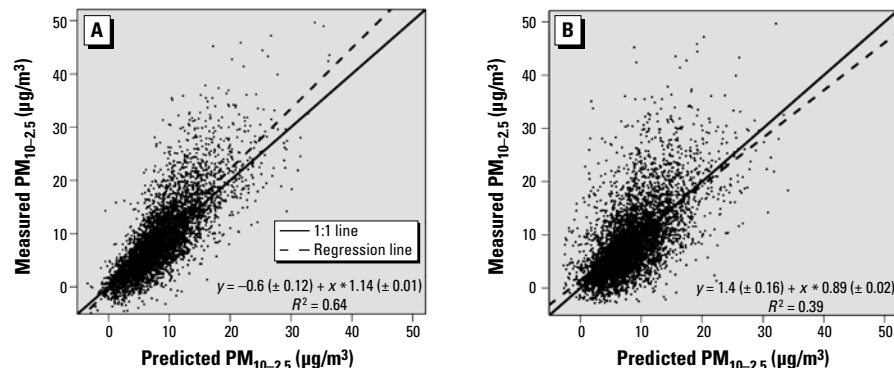 A
50
40
30
20
10
0
Measured PM10–2.5 (µg/m3)
1:1 line
Regression line
y = –0.6 (± 0.12) + x * 1.14 (± 0.01)
R2 = 0.64
0 10 20 30 40 50
Predicted PM10–2.5 (µg/m3)
B
50
40
30
20
10
0
Measured PM10–2.5 (µg/m3)
y = 1.4 (± 0.16) + x * 0.89 (± 0.02)
R2 = 0.39
0 10 20 30 40 50
Predicted PM10–2.5 (µg/m3)